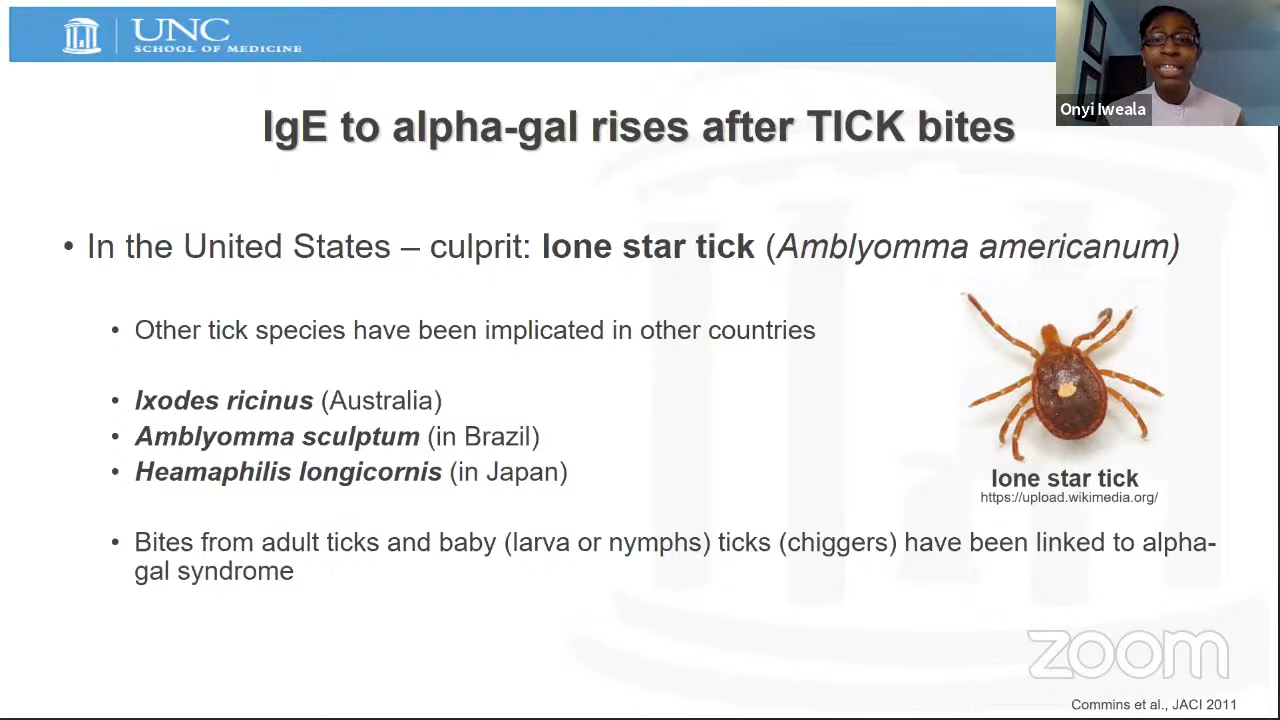 UNC
SCHOOL OF MEDICINE
Onyi Iweala
IgE to alpha-gal rises after TICK bites
• In the United States – culprit: lone star tick (Amblyomma americanum)
• Other tick species have been implicated in other countries
• Ixodes ricinus (Australia)
• Amblyomma sculptum (in Brazil)
• Heamaphilis longicornis (in Japan)
lone star tick
https://upload.wikimedia.org/
• Bites from adult ticks and baby (larva or nymphs) ticks (chiggers) have been linked to alpha-
gal syndrome
zoom
Commins et al., JACI 2011